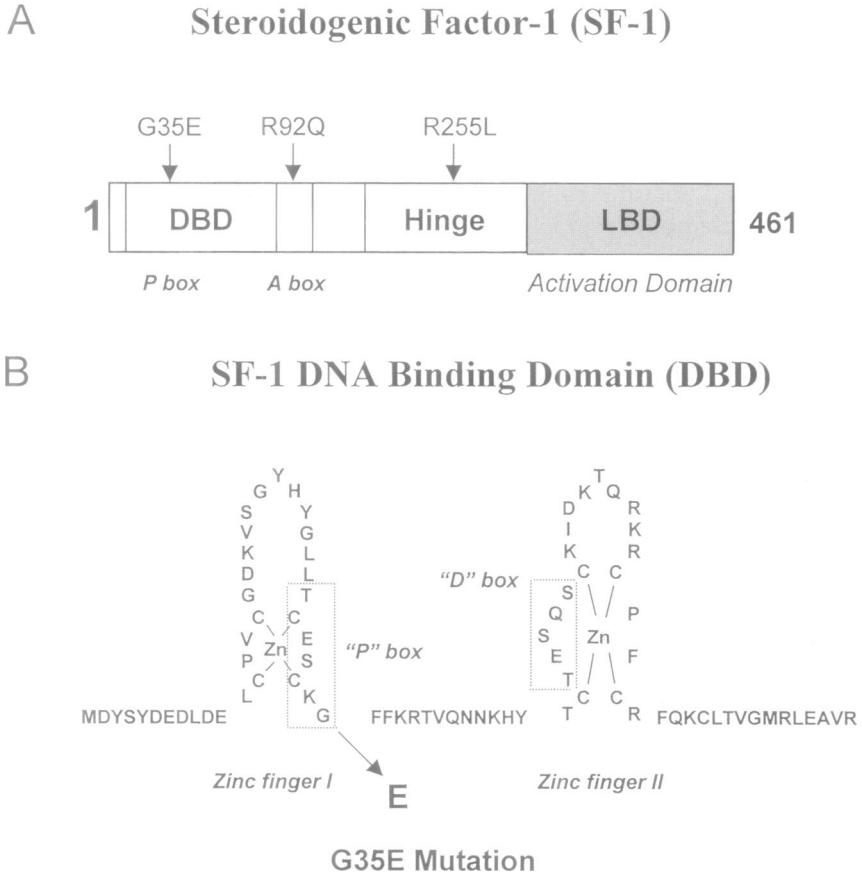 A
Steroidogenic Factor-1 (SF-1)
G35E R92Q R255L
1 DBD Hinge LBD 461
P box A box Activation Domain
B
SF-1 DNA Binding Domain (DBD)
L
C
P
V
C
G
D
K
V
S
G
Y
H
Y
G
L
L
T
C
E
S
C
K
G
Zn
"P" box
"D" box
T
C
T
E
S
Q
S
C
K
I
D
K
T
Q
R
K
R
C
P
F
C
R
Zn
MDYSYDEDLDE FFKRTVQNNKHY FQKCLTVGMRLEAVR
Zinc finger I Zinc finger II
E
G35E Mutation